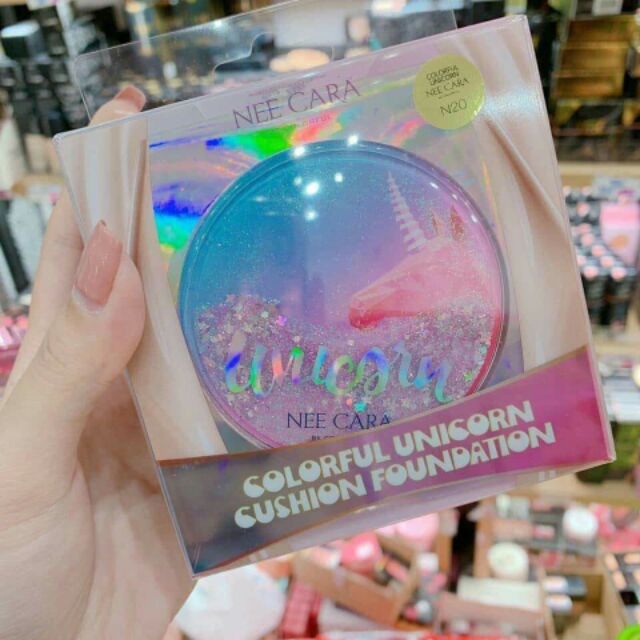 NEE CARA
COLORFUL
UNICORN
NEE CARA
N20
unicorn
NEE CARA
COLORFUL UNICORN
CUSHION FOUNDATION